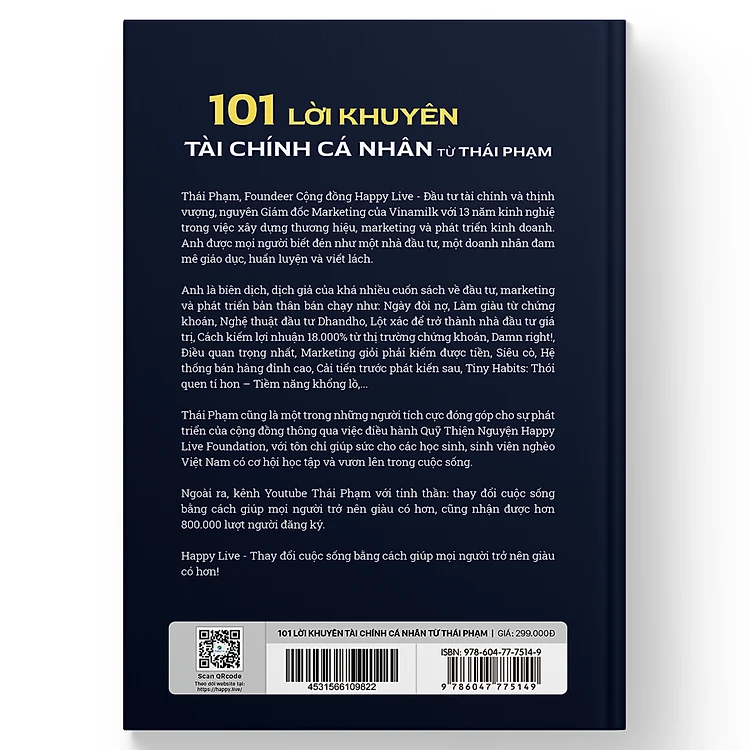 101 LỜI KHUYÊN
TÀI CHÍNH CÁ NHÂN TỪ THÁI PHẠM
Thái Phạm, Foundeer Cộng đồng Happy Live - Đầu tư tài chính và thịnh
vượng, nguyên Giám đốc Marketing của Vinamilk với 13 năm kinh nghiệ
trong việc xây dựng thương hiệu, marketing và phát triển kinh doanh.
Anh được mọi người biết đến như một nhà đầu tư, một doanh nhân đam
mê giáo dục, huấn luyện và viết lách.
Anh là biên dịch, dịch giả của khá nhiều cuốn sách về đầu tư, marketing
và phát triển bản thân bán chạy như: Ngày đòi nợ, Làm giàu từ chứng
khoán, Nghệ thuật đầu tư Dhandho, Lột xác để trở thành nhà đầu tư giá
trị, Cách kiếm lợi nhuận 18.000% từ thị trường chứng khoán, Damn right!,
Điều quan trọng nhất, Marketing giỏi phải kiếm được tiền, Siêu cò, Hệ
thống bán hàng đỉnh cao, Cải tiến trước phát kiến sau, Tiny Habits: Thói
quen tí hon – Tiềm năng khổng lồ,...
Thái Phạm cũng là một trong những người tích cực đóng góp cho sự phát
triển của cộng đồng thông qua việc điều hành Quỹ Thiện Nguyện Happy
Live Foundation, với tôn chỉ giúp sức cho các học sinh, sinh viên nghèo
Việt Nam có cơ hội học tập và vươn lên trong cuộc sống.
Ngoài ra, kênh Youtube Thái Phạm với tinh thần: thay đổi cuộc sống
bằng cách giúp mọi người trở nên giàu có hơn, cũng nhận được hơn
800.000 lượt người đăng ký.
Happy Live - Thay đổi cuộc sống bằng cách giúp mọi người trở nên giàu
có hơn!
101 LỜI KHUYÊN TÀI CHÍNH CÁ NHÂN TỪ THÁI PHẠM | GIÁ: 299.000Đ
Scan QRcode
Theo dõi website tại:
https://happy.live/
4531566109822
ISBN: 978-604-77-7514-9
9786047775149